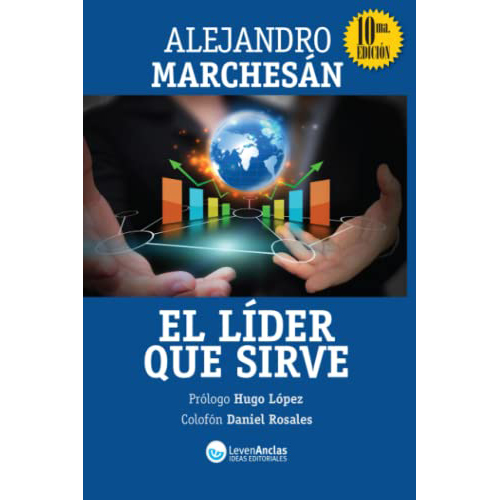 ALEJANDRO
MARCHESÁN
10ma.
EDICIÓN
EL LÍDER
QUE SIRVE
Prólogo Hugo López
Colofón Daniel Rosales
LevenAnclas
IDEAS EDITORIALES